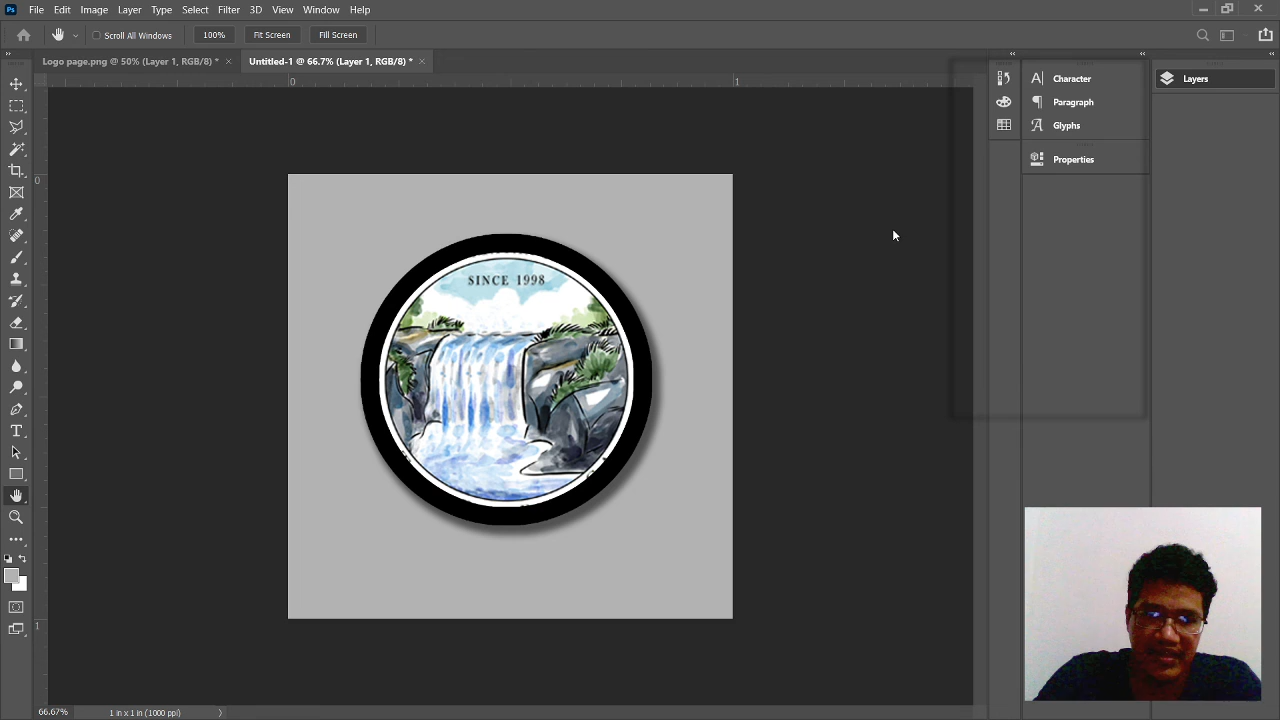 Ps File Edit Image Layer Type Select Filter 3D View Window Help
Scroll All Windows 100% Fit Screen Fill Screen
Logo page.png @ 50% (Layer 1, RGB/8) * × Untitled-1 @ 66.7% (Layer 1, RGB/8) * ×
0 1
Character
Paragraph
Glyphs
Properties
Layers
0
SINCE 1998
1
66.67% 1 in x 1 in (1000 ppi)